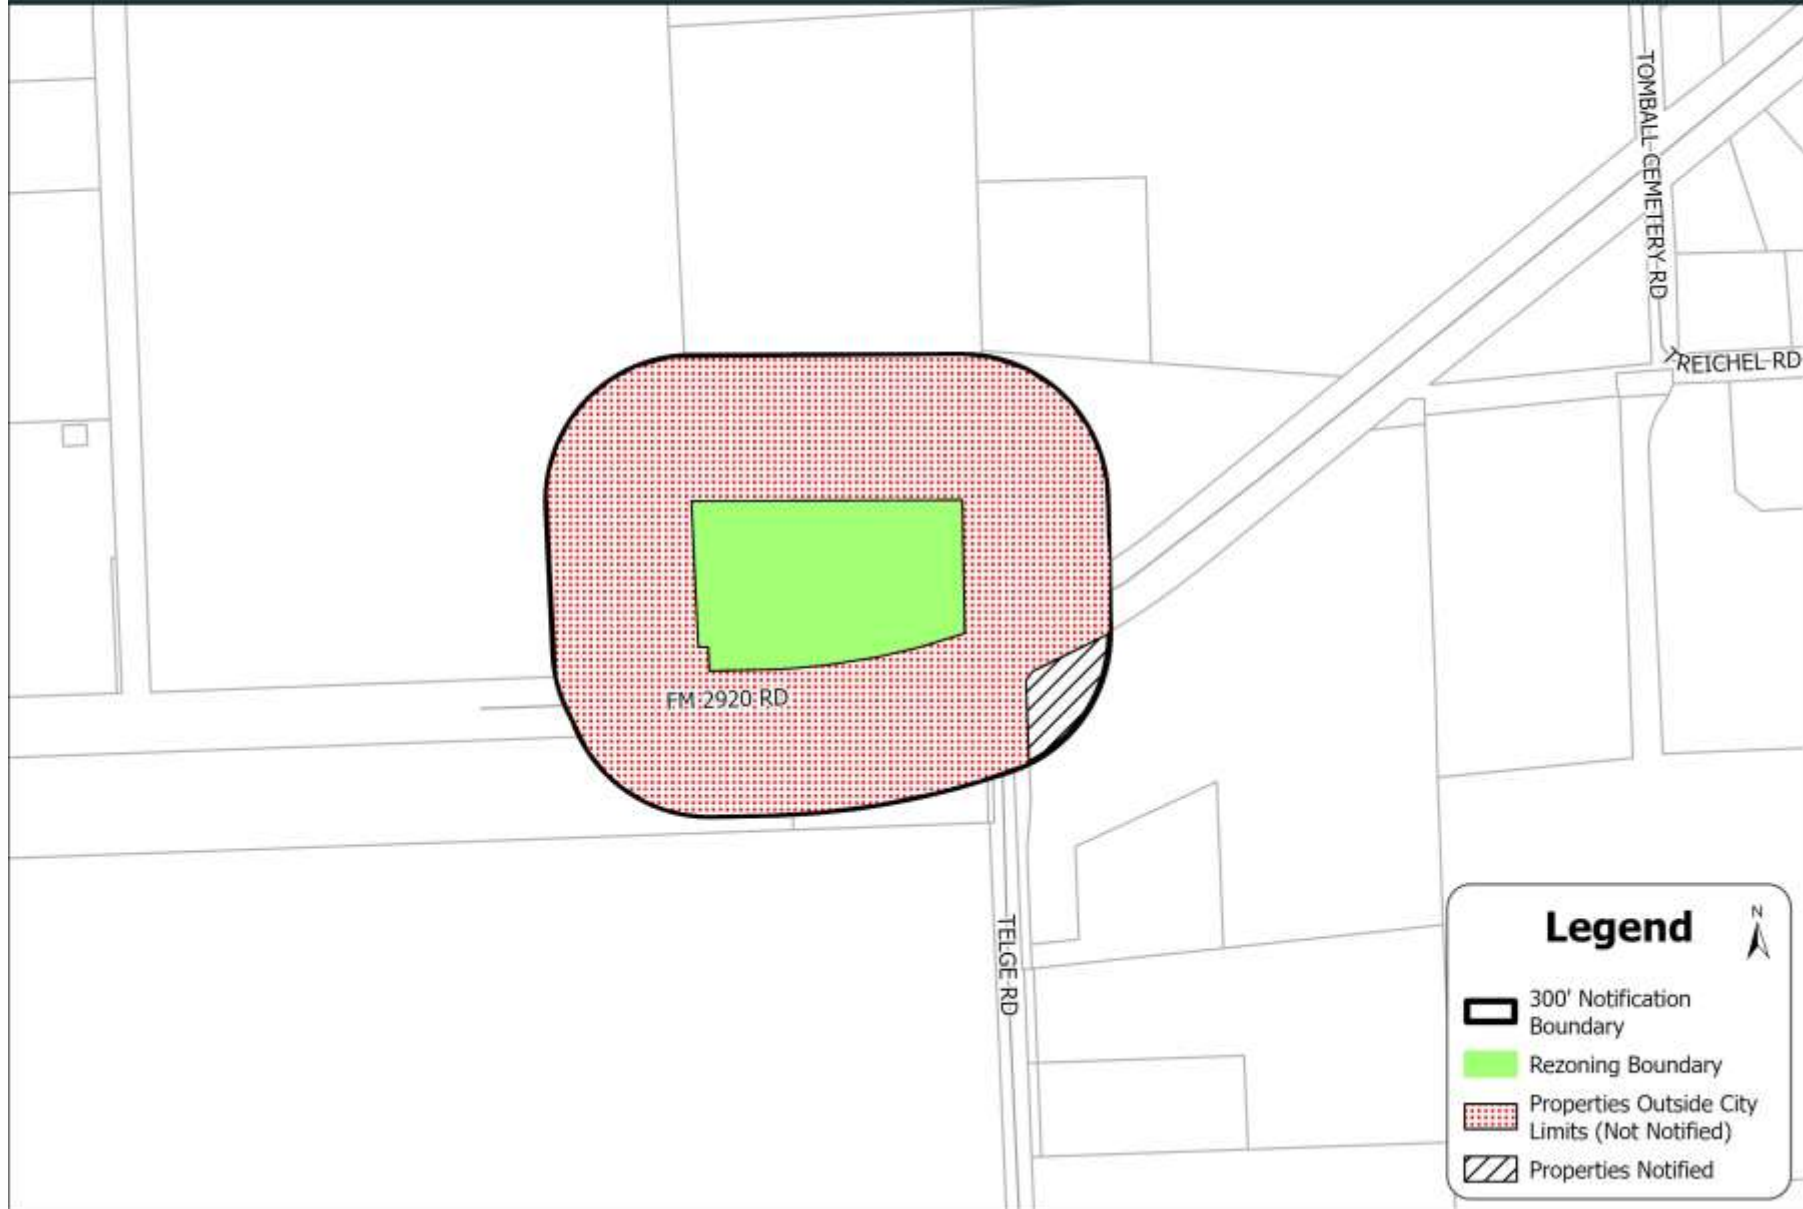 TOMBALL CEMETERY RD
TREICHEL RD
FM 2920 RD
TELGE RD
Legend
N
300' Notification
Boundary
Rezoning Boundary
Properties Outside City
Limits (Not Notified)
Properties Notified